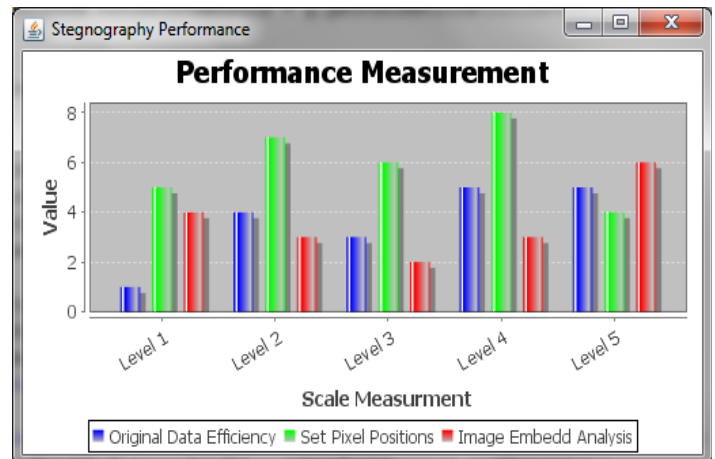 Stegnography Performance
Performance Measurement
Value
8
6
4
2
0
Level 1 Level 2 Level 3 Level 4 Level 5
Scale Measurment
Original Data Efficiency Set Pixel Positions Image Embedd Analysis